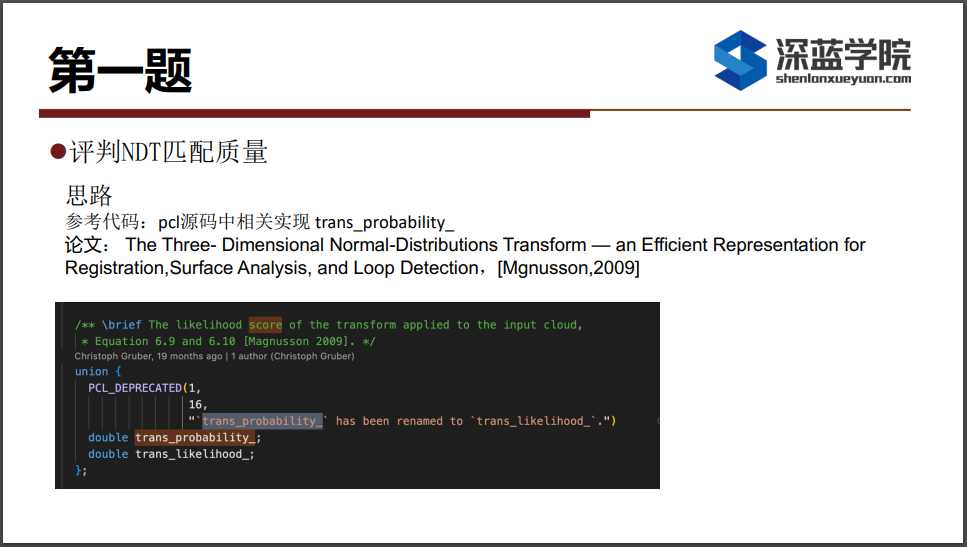 第一题
深蓝学院
shenlanxueyuan.com
●评判NDT匹配质量
思路
参考代码：pcl源码中相关实现 trans_probability_
论文： The Three- Dimensional Normal-Distributions Transform — an Efficient Representation for
Registration,Surface Analysis, and Loop Detection，[Mgnusson,2009]
/** \brief The likelihood score of the transform applied to the input cloud,
* Equation 6.9 and 6.10 [Magnusson 2009]. */
Christoph Gruber, 19 months ago | 1 author (Christoph Gruber)
union {
PCL_DEPRECATED(1,
16,
"`trans_probability_` has been renamed to `trans_likelihood_`.")
double trans_probability_;
double trans_likelihood_;
};